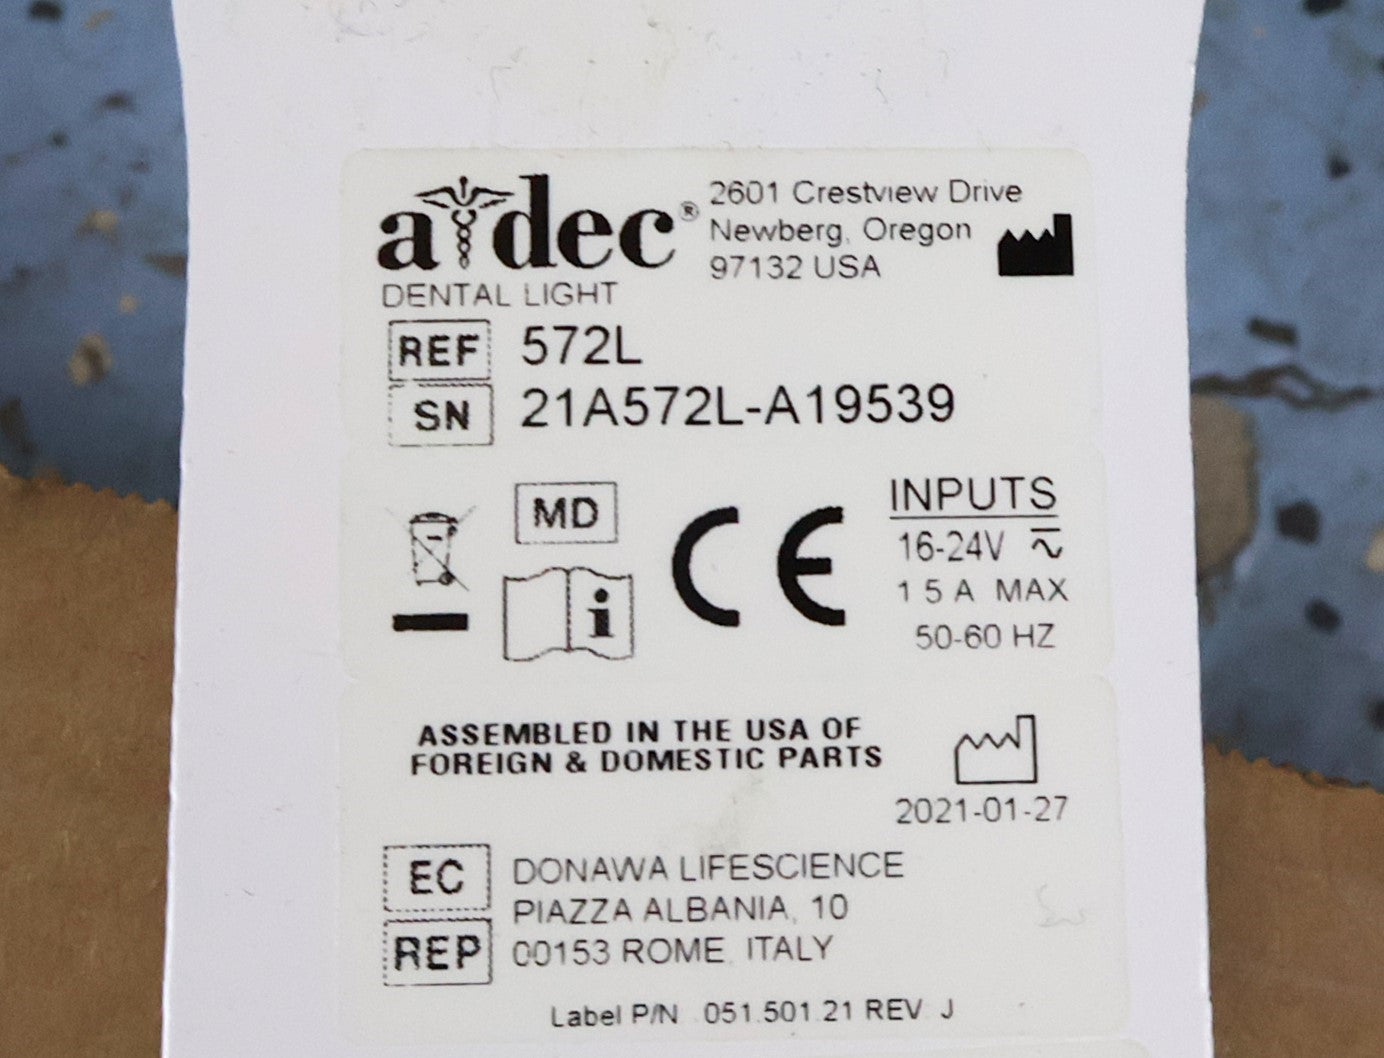 a dec®
2601 Crestview Drive
Newberg, Oregon
97132 USA
DENTAL LIGHT
REF 572L
SN 21A572L-A19539
MD
i
CE
INPUTS
16-24V
1.5 A MAX
50-60 HZ
ASSEMBLED IN THE USA OF
FOREIGN & DOMESTIC PARTS
2021-01-27
EC REP
DONAWA LIFESCIENCE
PIAZZA ALBANIA, 10
00153 ROME, ITALY
Label P/N 051.501.21 REV J